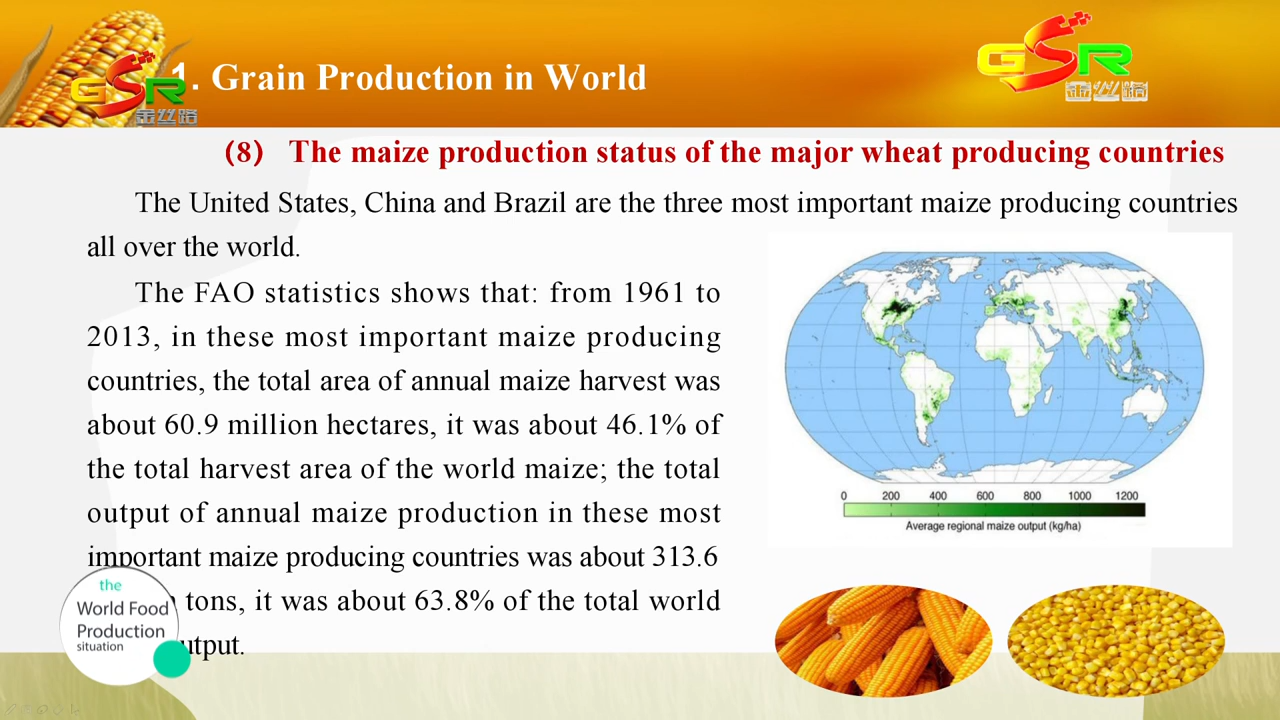 GSR
金丝路
1. Grain Production in World
GSR
金丝路
（8） The maize production status of the major wheat producing countries
The United States, China and Brazil are the three most important maize producing countries
all over the world.
The FAO statistics shows that: from 1961 to
2013, in these most important maize producing
countries, the total area of annual maize harvest was
about 60.9 million hectares, it was about 46.1% of
the total harvest area of the world maize; the total
output of annual maize production in these most
important maize producing countries was about 313.6
tons, it was about 63.8% of the total world
0 200 400 600 800 1000 1200
Average regional maize output (kg/ha)
the
World Food
Production
situation